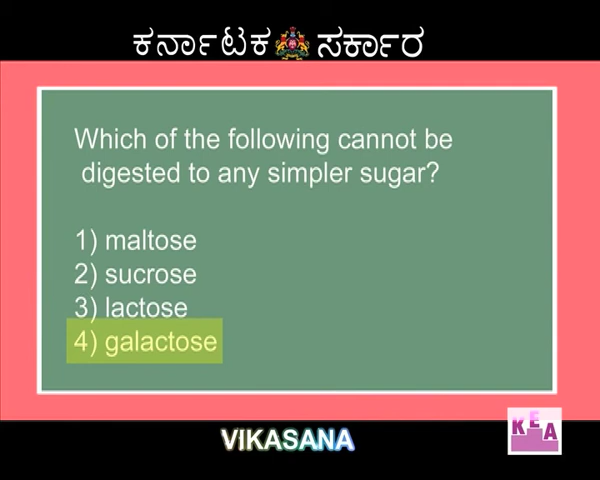 ಕರ್ನಾಟಕ ಸರ್ಕಾರ
Which of the following cannot be
digested to any simpler sugar?
1) maltose
2) sucrose
3) lactose
4) galactose
KEA
VIKASANA